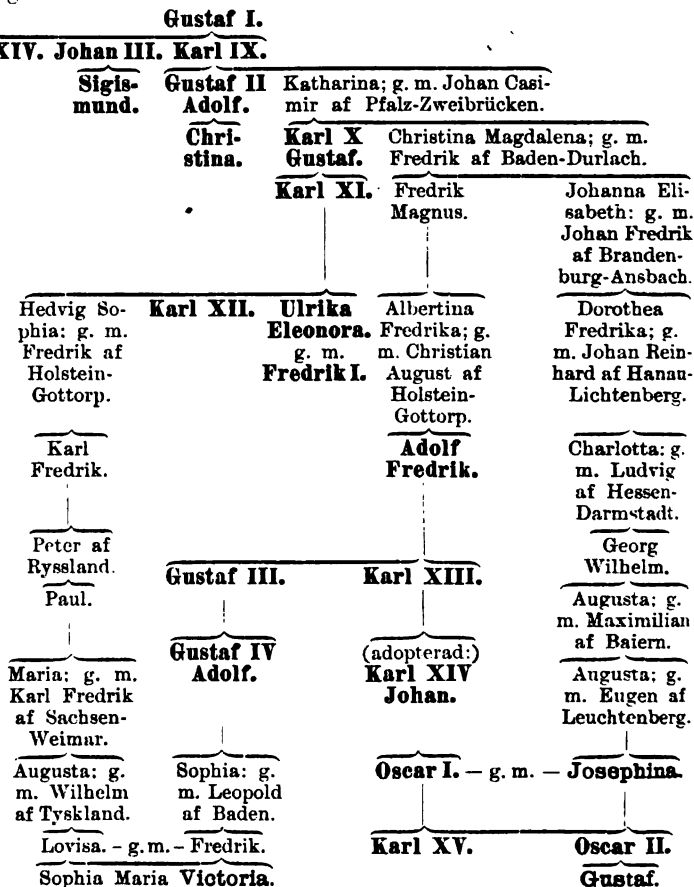 Gustaf I.
XIV. Johan III. Karl IX.
Sigis- Gustaf II Katharina; g. m. Johan Casi-
mund. Adolf. mir af Pfalz-Zweibrücken.
Chri- Karl X Christina Magdalena; g. m.
stina. Gustaf. Fredrik af Baden-Durlach.
Karl XI. Fredrik Johanna Eli-
Magnus. sabeth: g. m.
Johan Fredrik
af Branden-
burg-Ansbach.
Hedvig So- Karl XII. Ulrika Albertina Dorothea
phia: g. m. Eleonora. Fredrika; g. Fredrika; g.
Fredrik af g. m. m. Christian m. Johan Rein-
Holstein- Fredrik I. August af hard af Hanau-
Gottorp. Holstein- Lichtenberg.
Gottorp.
Karl Adolf Charlotta: g.
Fredrik. Fredrik. m. Ludvig
af Hessen-
Darmstadt.
Peter af Georg
Ryssland. Gustaf III. Karl XIII. Wilhelm.
Paul. Augusta; g.
m. Maximilian
Gustaf IV (adopterad:) af Baiern.
Maria; g. m. Adolf. Karl XIV Augusta; g.
Karl Fredrik Johan. m. Eugen af
af Sachsen- Leuchtenberg.
Weimar.
Augusta: g. Sophia: g. Oscar I. – g. m. – Josephina.
m. Wilhelm m. Leopold
af Tyskland. af Baden.
Lovisa. - g. m. - Fredrik. Karl XV. Oscar II.
Sophia Maria Victoria. Gustaf.